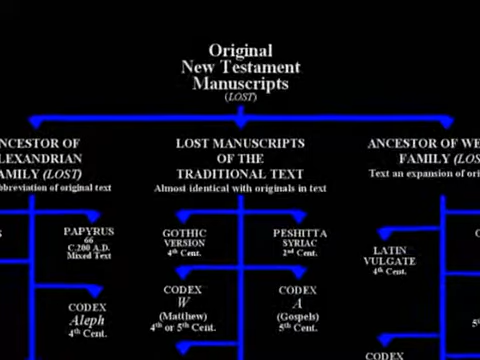 Original
New Testament
Manuscripts
(LOST)
ANCESTOR OF
LEXANDRIAN
AMILY (LOST)
bbreviation of original text
LOST MANUSCRIPTS
OF THE
TRADITIONAL TEXT
Almost identical with originals in text
ANCESTOR OF WE
FAMILY (LOS
Text an expansion of ori
PAPYRUS
66
C.200 A.D.
Mixed Text
GOTHIC
VERSION
4th Cent.
PESHITTA
SYRIAC
2nd Cent.
LATIN
VULGATE
4th Cent.
CODEX
Aleph
4th Cent.
CODEX
W
(Matthew)
4th or 5th Cent.
CODEX
A
(Gospels)
5th Cent.
5th
CODEX